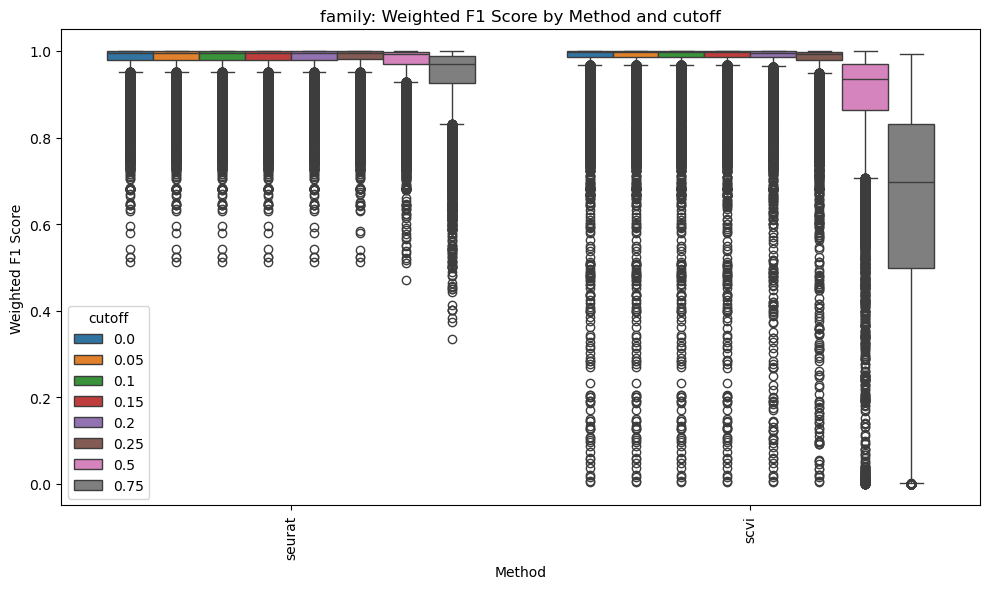 family: Weighted F1 Score by Method and cutoff
Weighted F1 Score
1.0
0.8
0.6
0.4
0.2
0.0
cutoff
0.0
0.05
0.1
0.15
0.2
0.25
0.5
0.75
seurat
scvi
Method